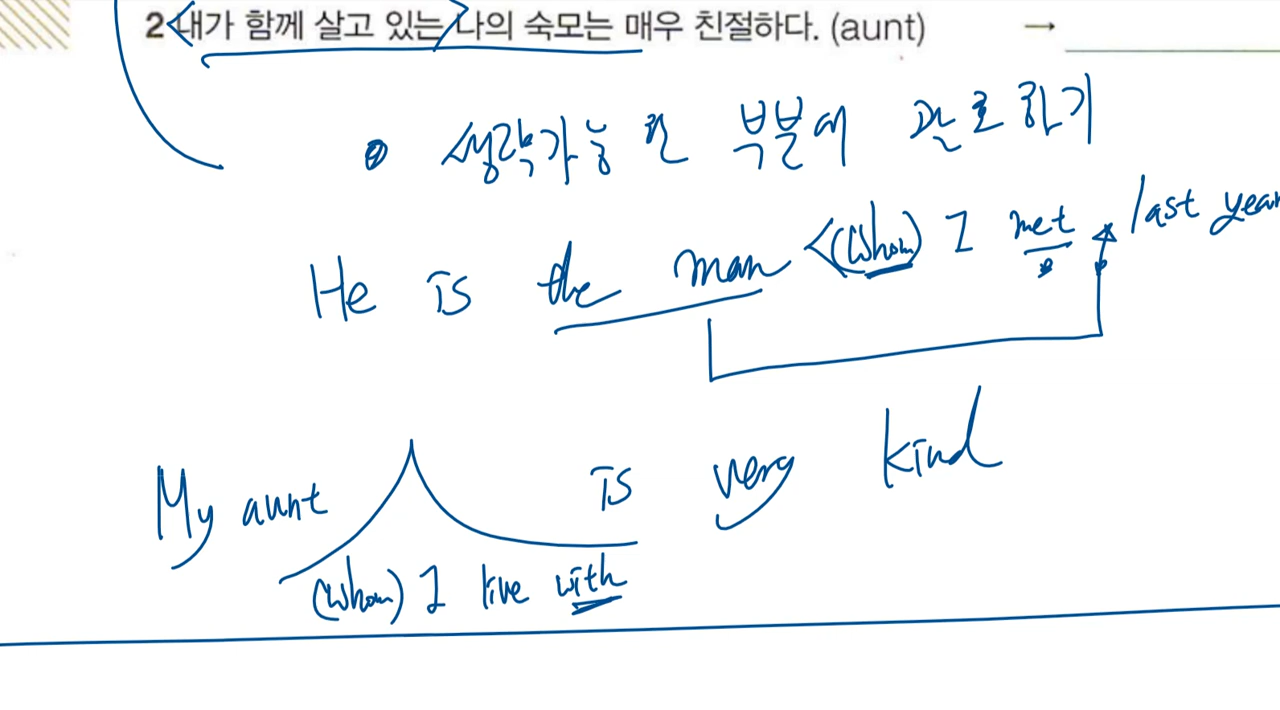 2 내가 함께 살고 있는 나의 숙모는 매우 친절하다. (aunt) →
생략가능한 부분에 괄호하기
He is the man <(whom) I met last year
My aunt is very kind
(whom) I live with